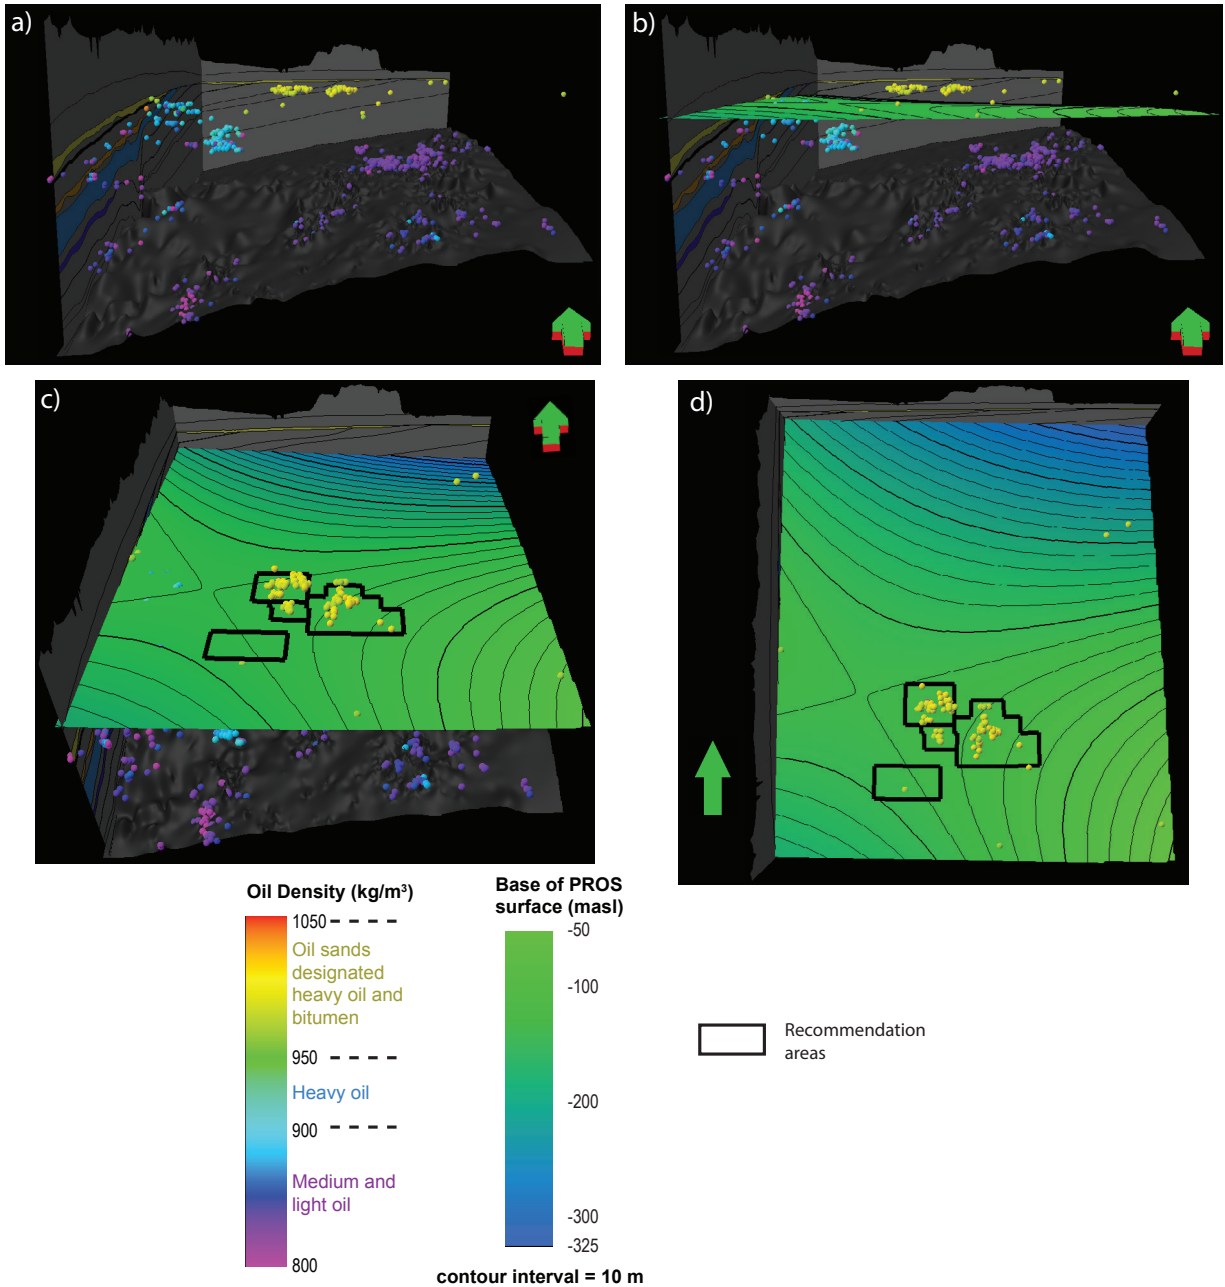 a)
b)
c)
d)
Oil Density (kg/m³)
1050
Oil sands
designated
heavy oil and
bitumen
950
Heavy oil
900
Medium and
light oil
800
Base of PROS
surface (masl)
-50
-100
-200
-300
-325
contour interval = 10 m
Recommendation
areas